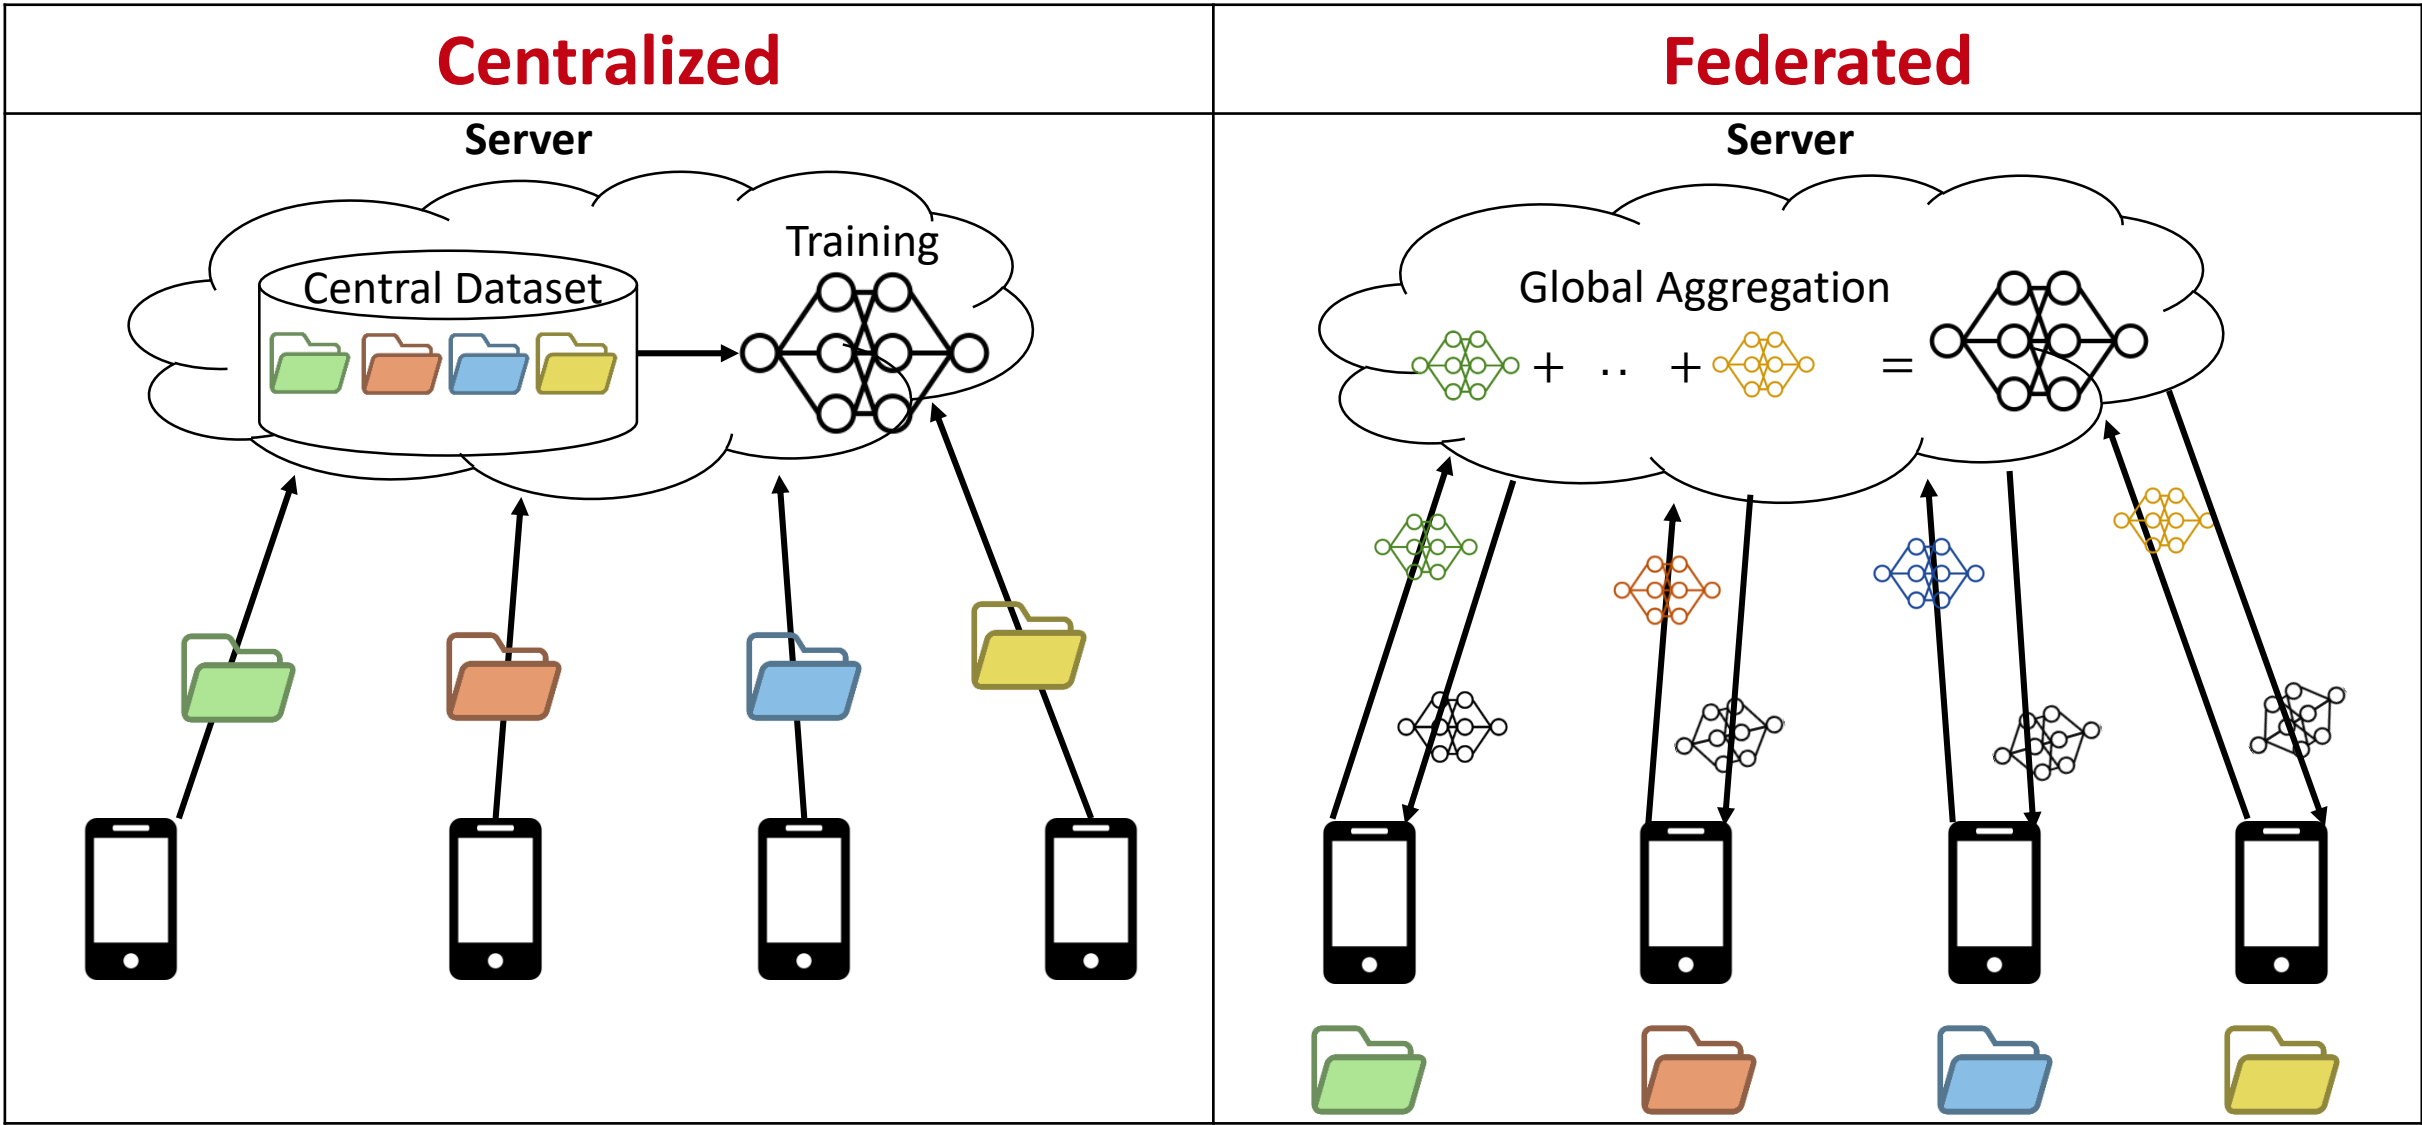 Centralized
Federated
Server
Training
Central Dataset
Server
Global Aggregation
+ .. + =